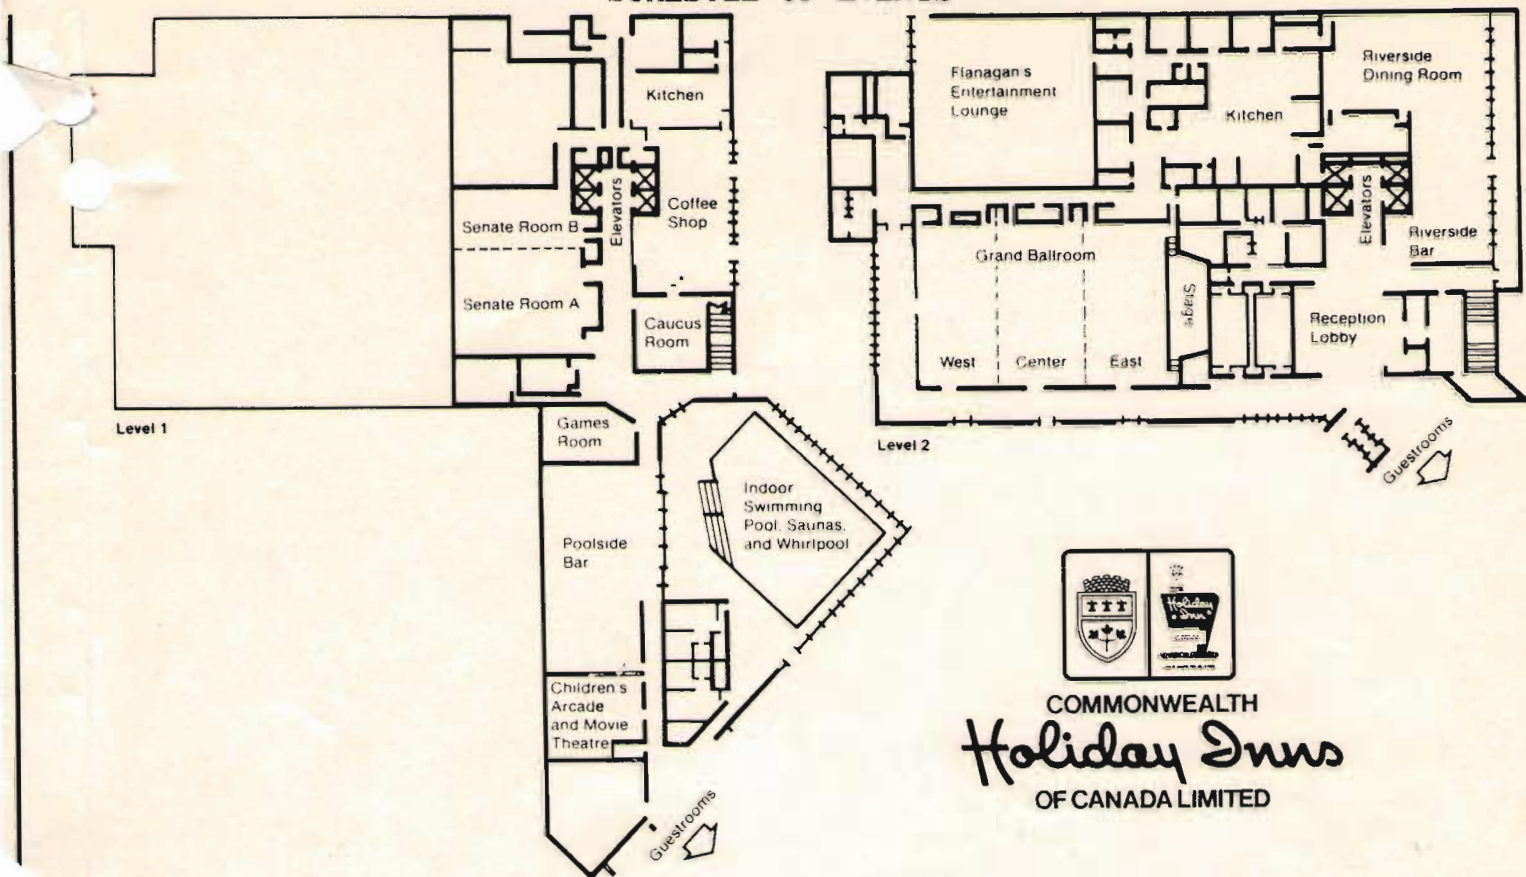 Kitchen
Elevators
Coffee
Shop
Senate Room B
Senate Room A
Caucus
Room
Level 1
Games
Room
Indoor
Swimming
Pool, Saunas,
and Whirlpool
Poolside
Bar
Children's
Arcade
and Movie
Theatre
Guestrooms
Flanagan's
Entertainment
Lounge
Kitchen
Riverside
Dining Room
Elevators
Riverside
Bar
Grand Ballroom
Stage
Reception
Lobby
West
Center
East
Level 2
Guestrooms
Holiday
Inn
COMMONWEALTH
Holiday Inns
OF CANADA LIMITED